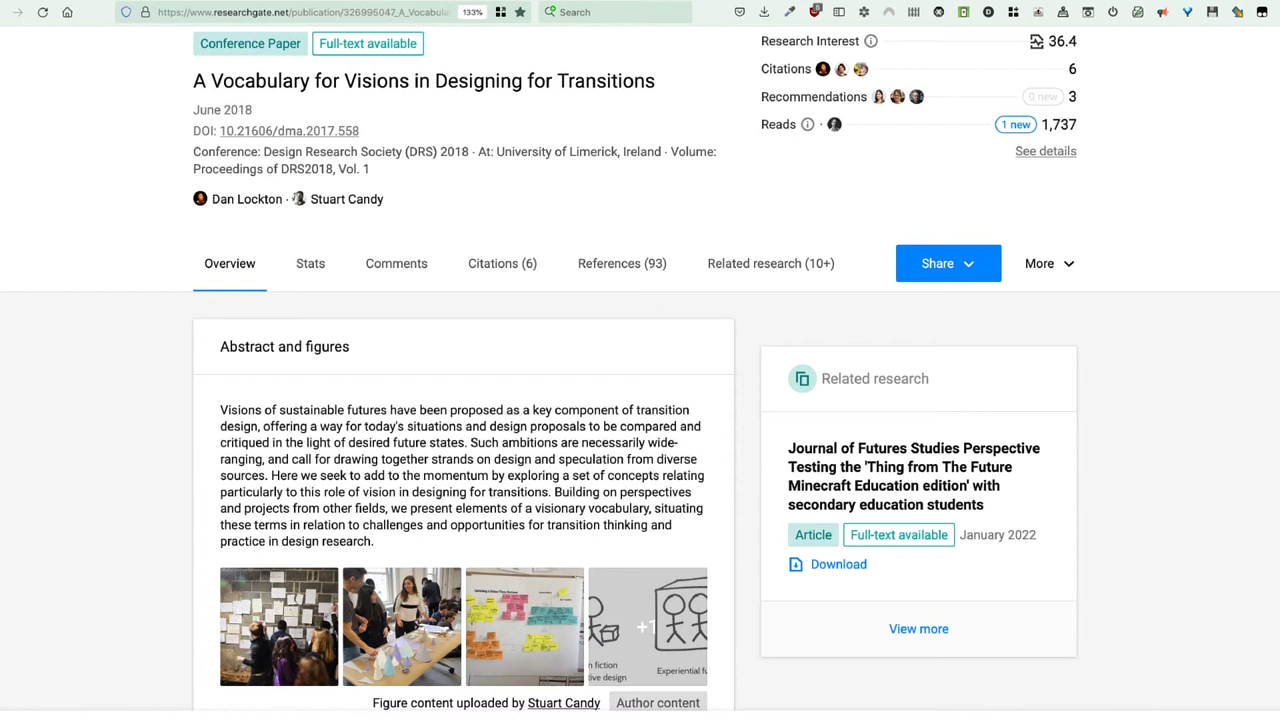 https://www.researchgate.net/publication/326995047_A_Vocabula
133%
Search
Conference Paper
Full-text available
A Vocabulary for Visions in Designing for Transitions
June 2018
DOI: 10.21606/dma.2017.558
Conference: Design Research Society (DRS) 2018 · At: University of Limerick, Ireland · Volume:
Proceedings of DRS2018, Vol. 1
Dan Lockton · Stuart Candy
Research Interest 36.4
Citations 6
Recommendations 0 new 3
Reads · 1 new 1,737
See details
Overview Stats Comments Citations (6) References (93) Related research (10+) Share More
Abstract and figures
Visions of sustainable futures have been proposed as a key component of transition
design, offering a way for today's situations and design proposals to be compared and
critiqued in the light of desired future states. Such ambitions are necessarily wide-
ranging, and call for drawing together strands on design and speculation from diverse
sources. Here we seek to add to the momentum by exploring a set of concepts relating
particularly to this role of vision in designing for transitions. Building on perspectives
and projects from other fields, we present elements of a visionary vocabulary, situating
these terms in relation to challenges and opportunities for transition thinking and
practice in design research.
+1
n fiction
tive design
Experiential fu
Figure content uploaded by Stuart Candy Author content
Related research
Journal of Futures Studies Perspective
Testing the 'Thing from The Future
Minecraft Education edition' with
secondary education students
Article Full-text available January 2022
Download
View more